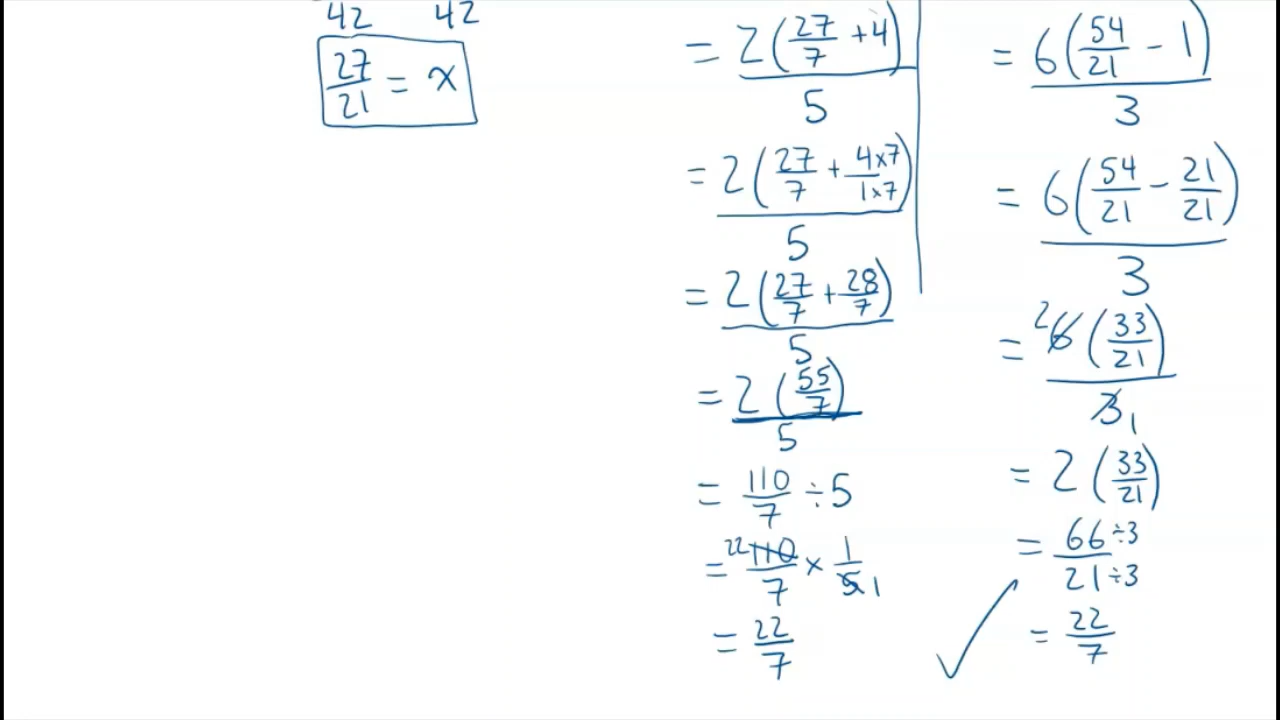 42 42
27/21 = x
= 2(27/7 + 4)/5
= 2(27/7 + 4×7/1×7)/5
= 2(27/7 + 28/7)/5
= 2(55/7)/5
= 110/7 ÷ 5
= 22 110/7 × 1/5 1
= 22/7
= 6(54/21 − 1)/3
= 6(54/21 − 21/21)/3
= 2 6(33/21)/3 1
= 2(33/21)
= 66÷3/21÷3
= 22/7